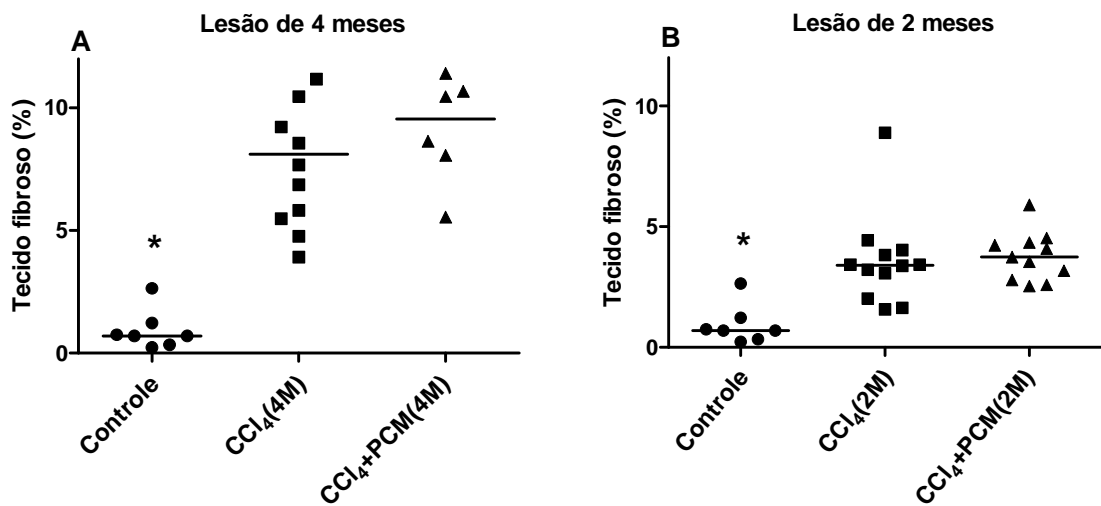 Lesão de 4 meses
A
Tecido fibroso (%)
10
5
0
*
Controle
CCl₄(4M)
CCl₄+PCM(4M)
Lesão de 2 meses
B
Tecido fibroso (%)
10
5
0
*
Controle
CCl₄(2M)
CCl₄+PCM(2M)